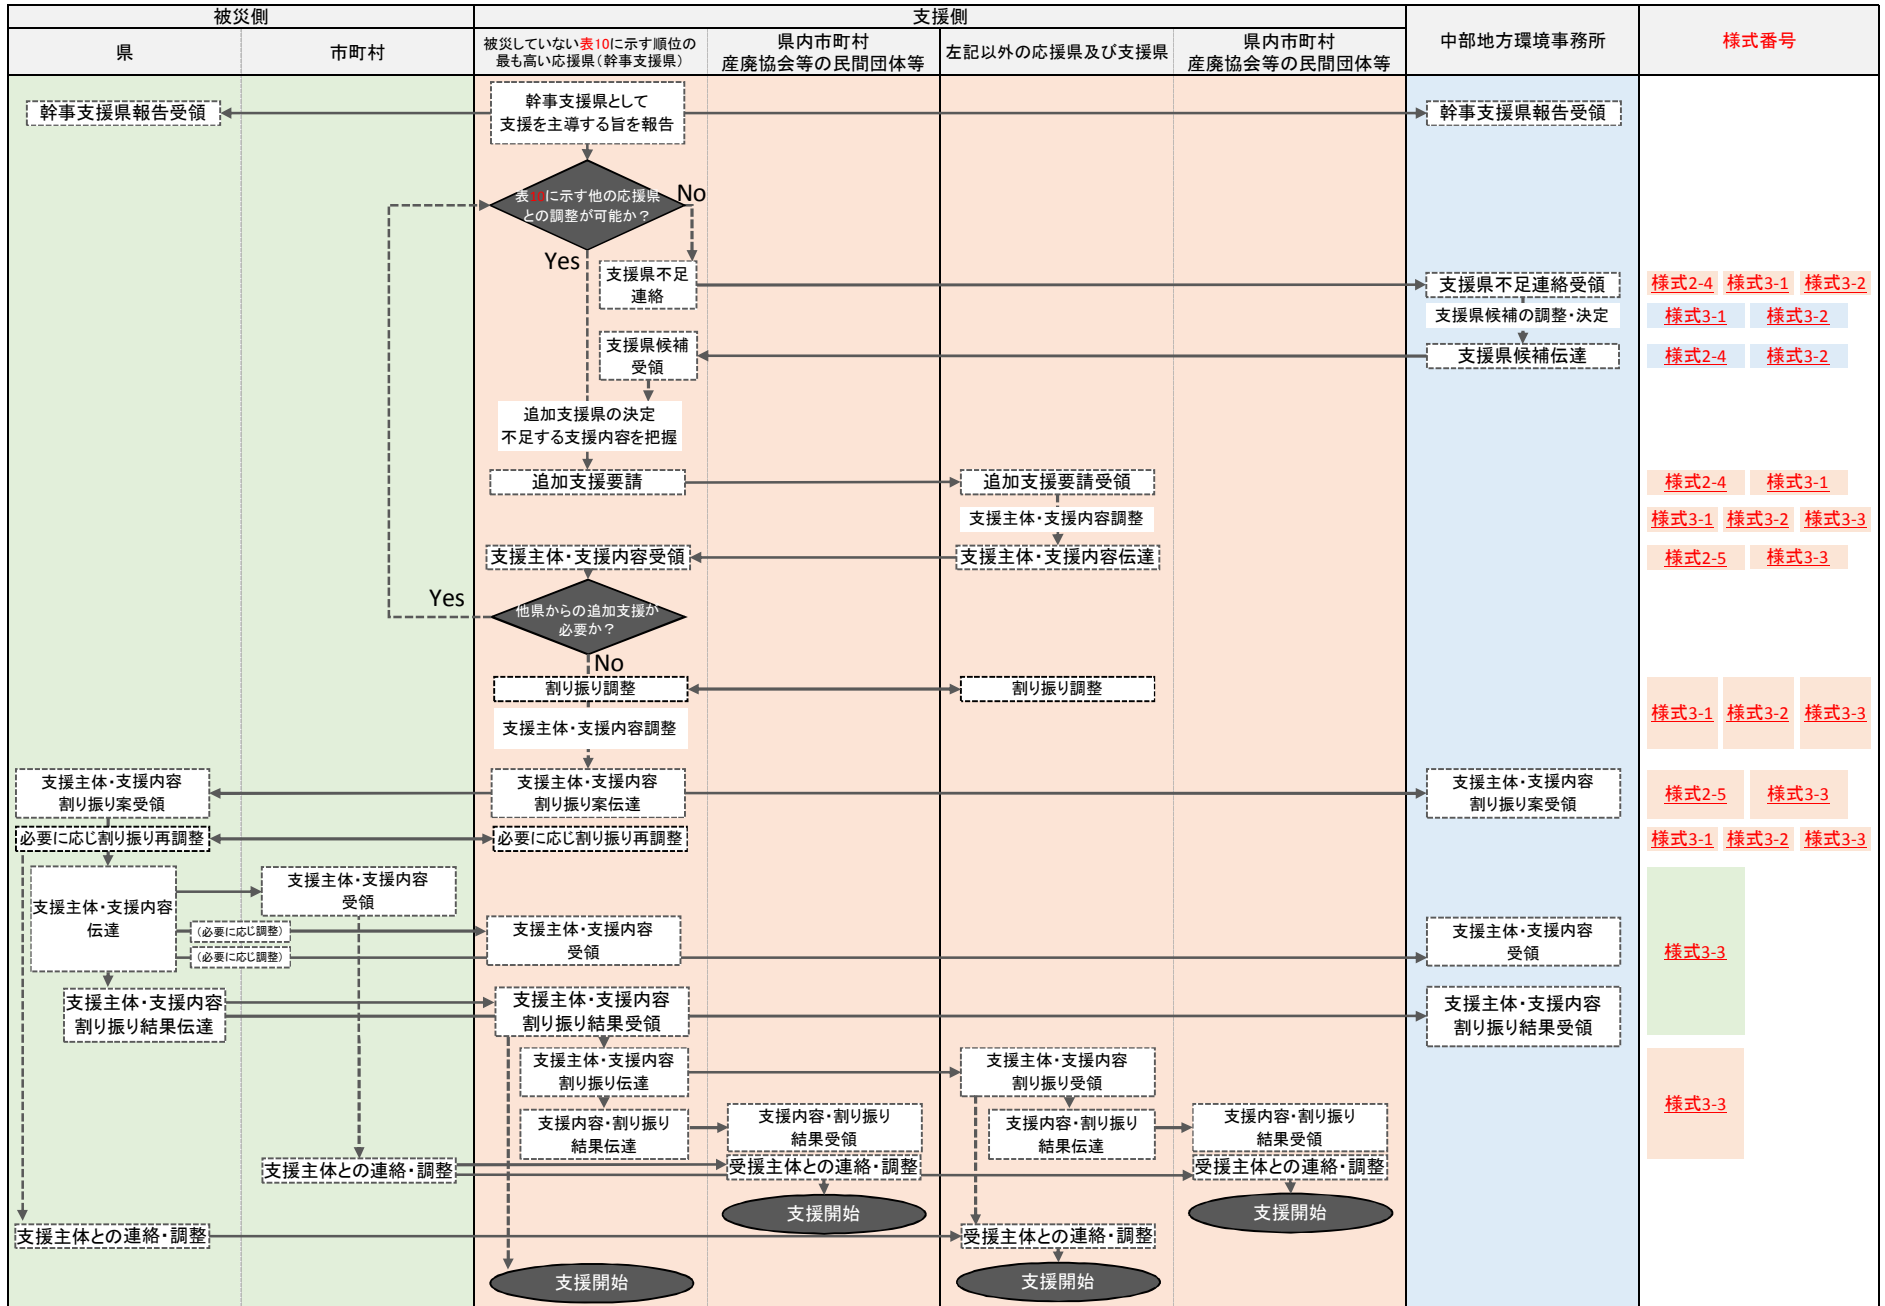 被災側
支援側
県
市町村
被災していない表10に示す順位の
最も高い応援県(幹事支援県)
県内市町村
産廃協会等の民間団体等
左記以外の応援県及び支援県
県内市町村
産廃協会等の民間団体等
中部地方環境事務所
様式番号
幹事支援県報告受領
幹事支援県として
支援を主導する旨を報告
幹事支援県報告受領
表10に示す他の応援県
との調整が可能か？
No
Yes
支援県不足
連絡
支援県不足連絡受領
様式2-4 様式3-1 様式3-2
支援県候補の調整・決定
様式3-1 様式3-2
支援県候補
受領
支援県候補伝達
様式2-4 様式3-2
追加支援県の決定
不足する支援内容を把握
追加支援要請
追加支援要請受領
様式2-4 様式3-1
支援主体・支援内容調整
様式3-1 様式3-2 様式3-3
支援主体・支援内容受領
支援主体・支援内容伝達
様式2-5 様式3-3
Yes
他県からの追加支援が
必要か？
No
割り振り調整
割り振り調整
支援主体・支援内容調整
様式3-1 様式3-2 様式3-3
支援主体・支援内容
割り振り案受領
支援主体・支援内容
割り振り案伝達
支援主体・支援内容
割り振り案受領
様式2-5 様式3-3
必要に応じ割り振り再調整
必要に応じ割り振り再調整
様式3-1 様式3-2 様式3-3
支援主体・支援内容
伝達
支援主体・支援内容
受領
(必要に応じ調整)
(必要に応じ調整)
支援主体・支援内容
受領
支援主体・支援内容
受領
様式3-3
支援主体・支援内容
割り振り結果伝達
支援主体・支援内容
割り振り結果受領
支援主体・支援内容
割り振り結果受領
支援主体・支援内容
割り振り伝達
支援主体・支援内容
割り振り受領
様式3-3
支援内容・割り振り
結果伝達
支援内容・割り振り
結果受領
支援内容・割り振り
結果伝達
支援内容・割り振り
結果受領
支援主体との連絡・調整
受援主体との連絡・調整
受援主体との連絡・調整
支援開始
支援開始
支援主体との連絡・調整
受援主体との連絡・調整
支援開始
支援開始